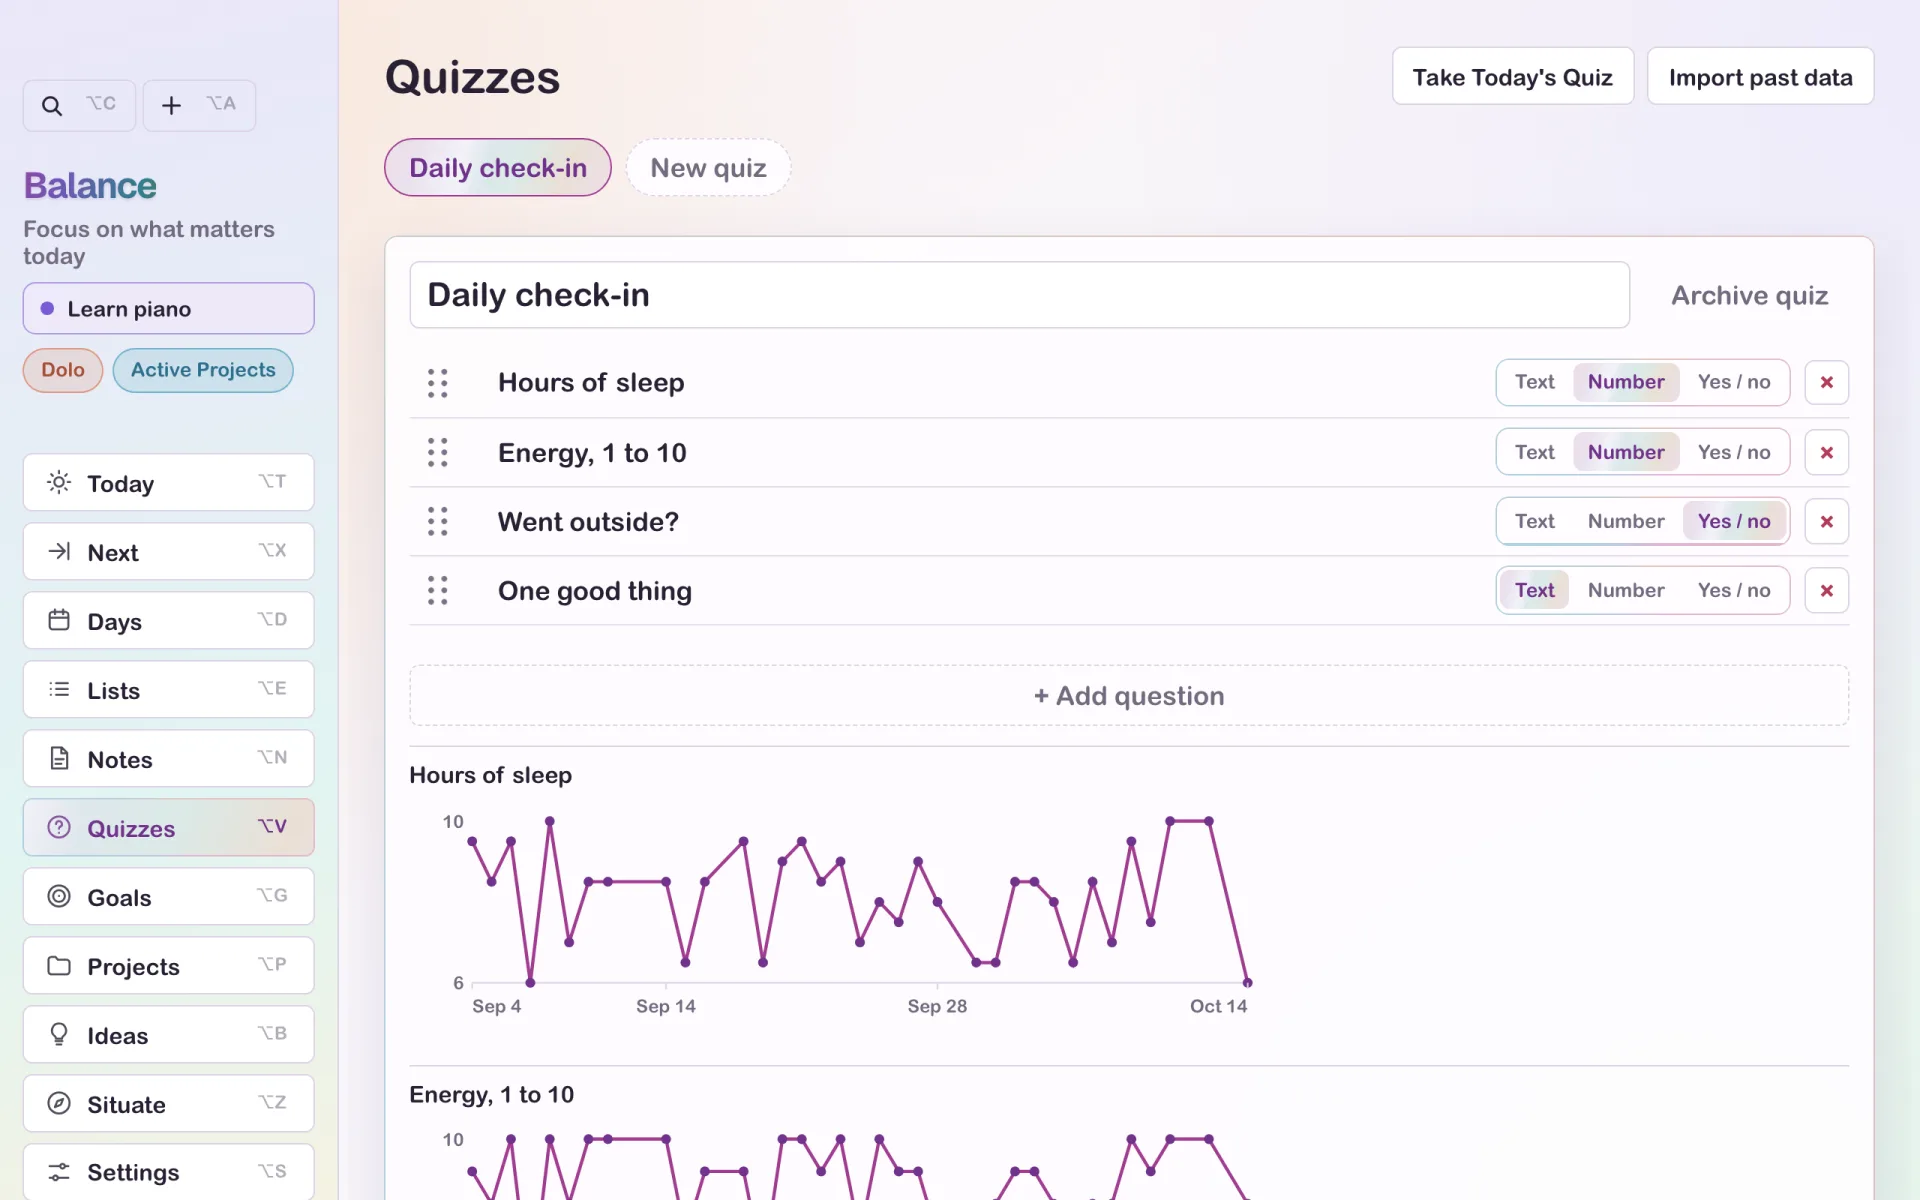 ⌥C
⌥A
Balance
Focus on what matters
today
Learn piano
Dolo
Active Projects
Today ⌥T
Next ⌥X
Days ⌥D
Lists ⌥E
Notes ⌥N
Quizzes ⌥V
Goals ⌥G
Projects ⌥P
Ideas ⌥B
Situate ⌥Z
Settings ⌥S
Quizzes
Take Today's Quiz
Import past data
Daily check-in
New quiz
Daily check-in
Archive quiz
Hours of sleep Text Number Yes / no
Energy, 1 to 10 Text Number Yes / no
Went outside? Text Number Yes / no
One good thing Text Number Yes / no
+ Add question
Hours of sleep
10
6
Sep 4 Sep 14 Sep 28 Oct 14
Energy, 1 to 10
10